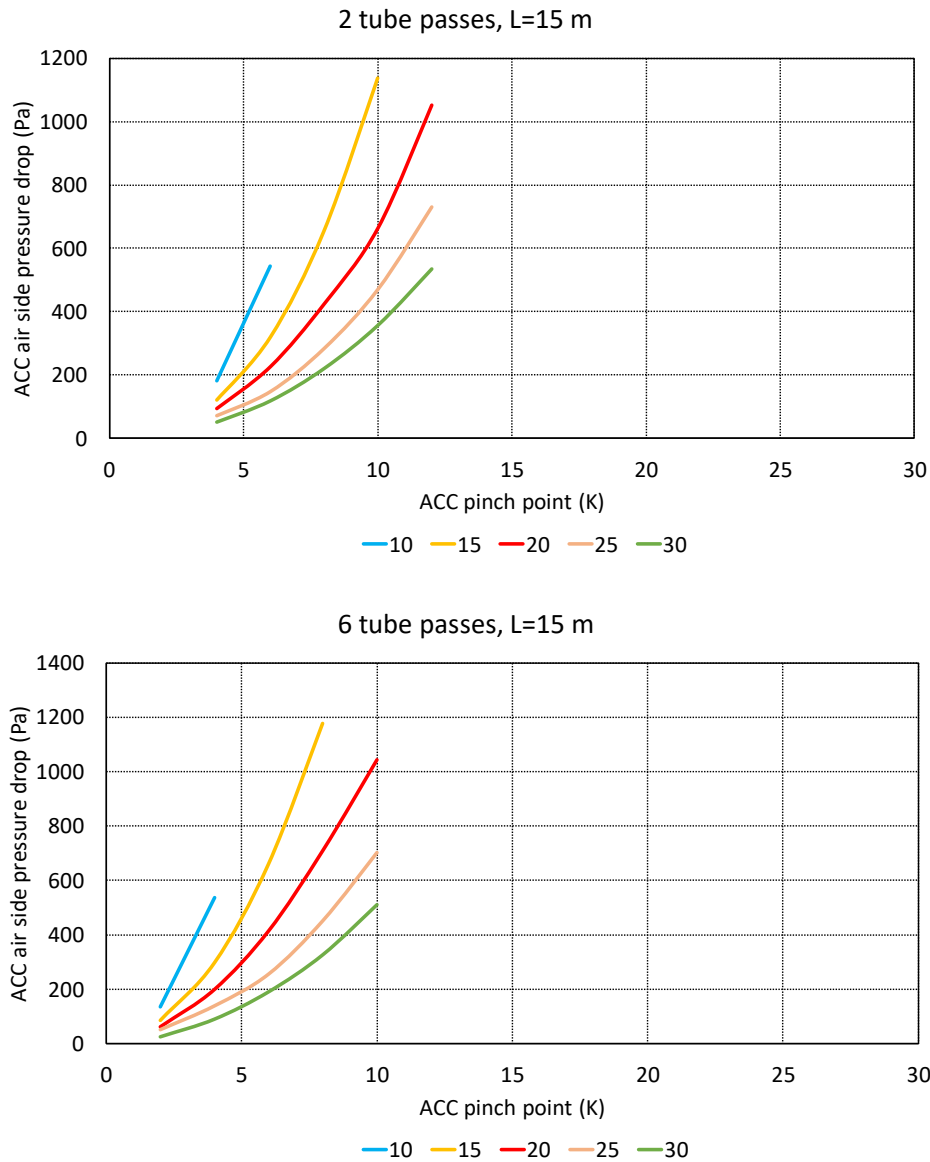 2 tube passes, L=15 m
ACC air side pressure drop (Pa)
1200
1000
800
600
400
200
0
0 5 10 15 20 25 30
ACC pinch point (K)
10 15 20 25 30
6 tube passes, L=15 m
ACC air side pressure drop (Pa)
1400
1200
1000
800
600
400
200
0
0 5 10 15 20 25 30
ACC pinch point (K)
10 15 20 25 30